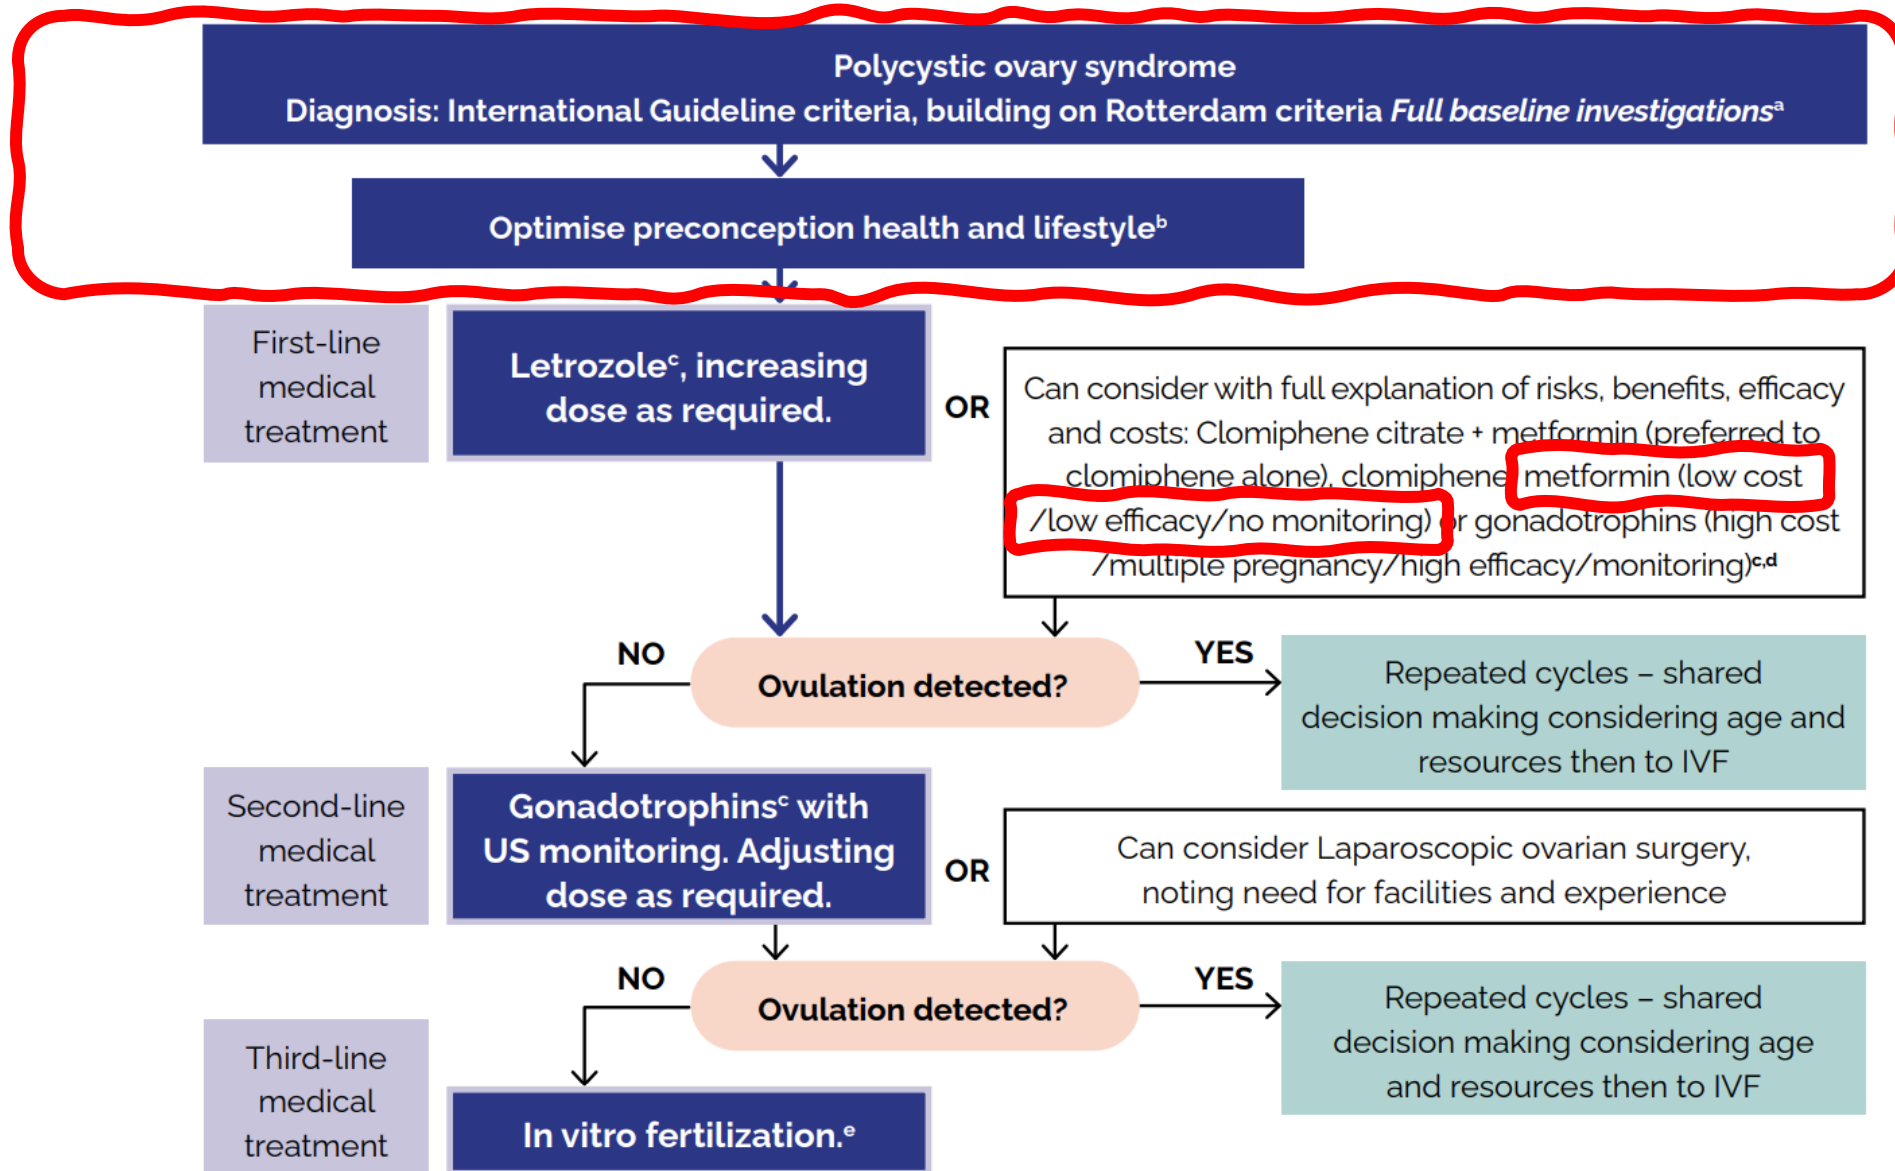 Polycystic ovary syndrome
Diagnosis: International Guideline criteria, building on Rotterdam criteria Full baseline investigationsᵃ
Optimise preconception health and lifestyleᵇ
First-line
medical
treatment
Letrozoleᶜ, increasing
dose as required.
OR
Can consider with full explanation of risks, benefits, efficacy
and costs: Clomiphene citrate + metformin (preferred to
clomiphene alone), clomiphene metformin (low cost
/low efficacy/no monitoring) or gonadotrophins (high cost
/multiple pregnancy/high efficacy/monitoring)ᶜ,ᵈ
NO
Ovulation detected?
YES
Repeated cycles – shared
decision making considering age and
resources then to IVF
Second-line
medical
treatment
Gonadotrophinsᶜ with
US monitoring. Adjusting
dose as required.
OR
Can consider Laparoscopic ovarian surgery,
noting need for facilities and experience
NO
Ovulation detected?
YES
Repeated cycles – shared
decision making considering age
and resources then to IVF
Third-line
medical
treatment
In vitro fertilization.ᵉ